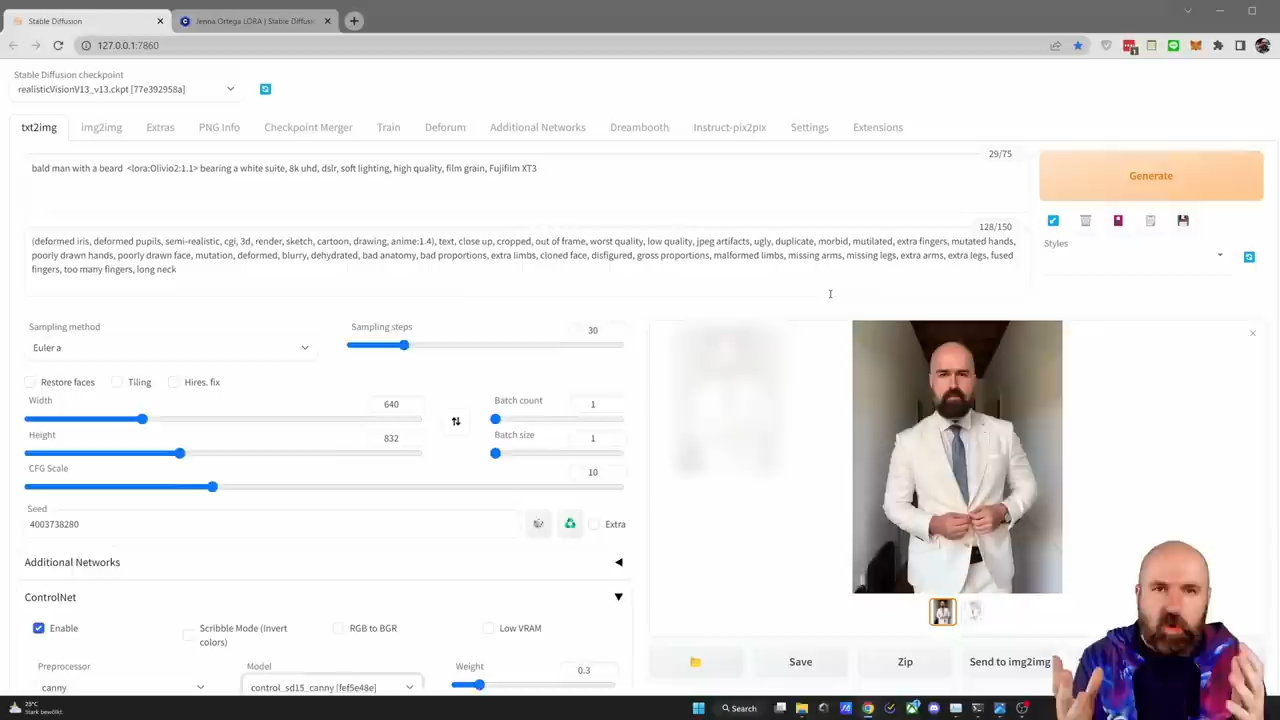 Stable Diffusion
Jenna Ortega LORA | Stable Diffusi
127.0.0.1:7860
Stable Diffusion checkpoint
realisticVisionV13_v13.ckpt [77e392958a]
txt2img img2img Extras PNG Info Checkpoint Merger Train Deforum Additional Networks Dreambooth Instruct-pix2pix Settings Extensions
29/75
bald man with a beard <lora:Olivio2:1.1> bearing a white suite, 8k uhd, dslr, soft lighting, high quality, film grain, Fujifilm XT3
Generate
128/150
(deformed iris, deformed pupils, semi-realistic, cgi, 3d, render, sketch, cartoon, drawing, anime:1.4), text, close up, cropped, out of frame, worst quality, low quality, jpeg artifacts, ugly, duplicate, morbid, mutilated, extra fingers, mutated hands,
poorly drawn hands, poorly drawn face, mutation, deformed, blurry, dehydrated, bad anatomy, bad proportions, extra limbs, cloned face, disfigured, gross proportions, malformed limbs, missing arms, missing legs, extra arms, extra legs, fused
fingers, too many fingers, long neck
Styles
Sampling method
Euler a
Sampling steps
30
Restore faces Tiling Hires. fix
Width
640
Batch count
1
Height
832
Batch size
1
CFG Scale
10
Seed
4003738280
Extra
Additional Networks
ControlNet
Enable
Scribble Mode (Invert
colors)
RGB to BGR
Low VRAM
Preprocessor
canny
Model
control_sd15_canny [fef5e48e]
Weight
0.3
Save
Zip
Send to img2img
29°C
Stark bewölkt
Search